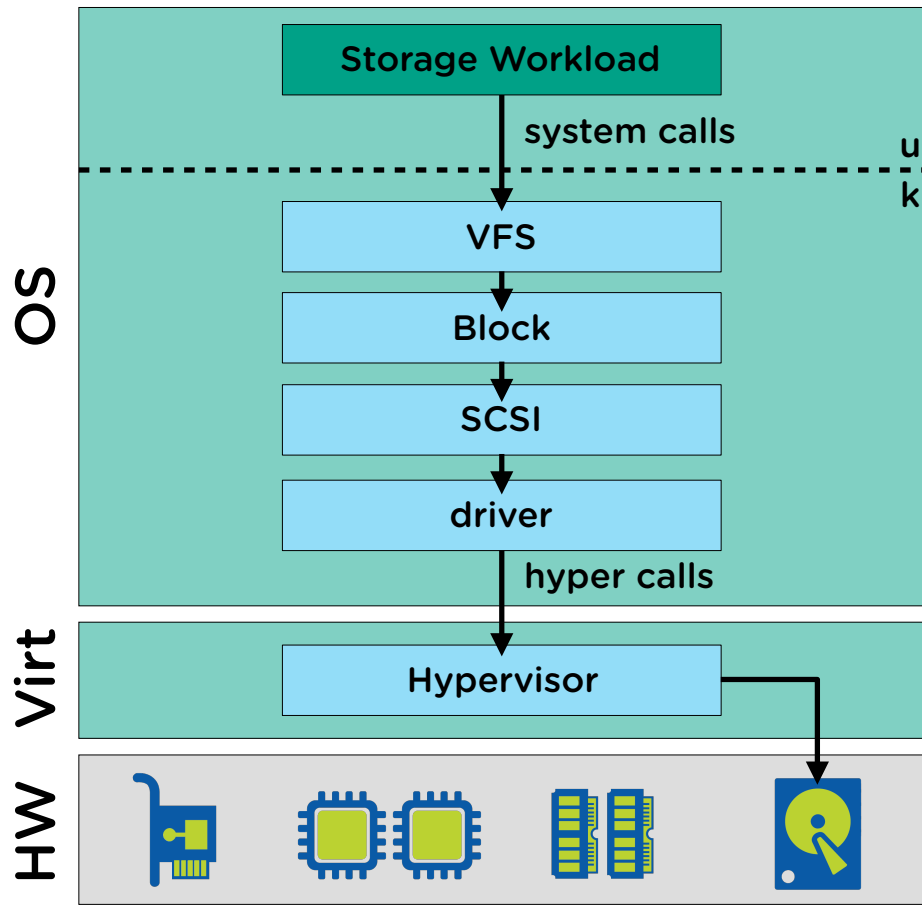 Storage Workload
system calls
u
k
VFS
Block
SCSI
driver
hyper calls
OS
Hypervisor
Virt
HW